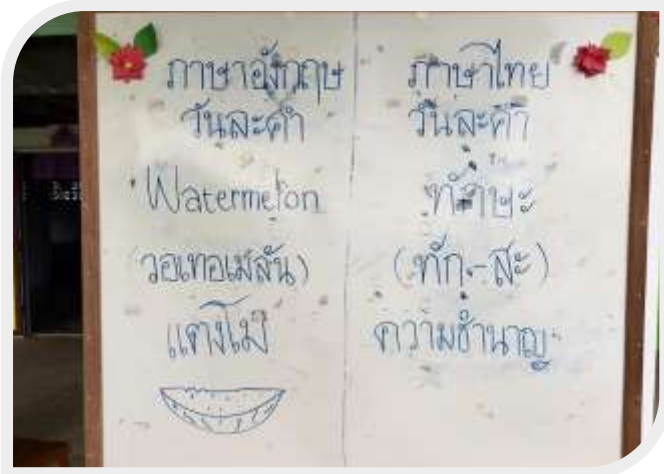 ภาษาอังกฤษ
วันละคำ
Watermelon
(วอเทอเมลัน)
แตงโม
ภาษาไทย
วันละคำ
ทักษะ
(ทัก-สะ)
ความชำนาญ